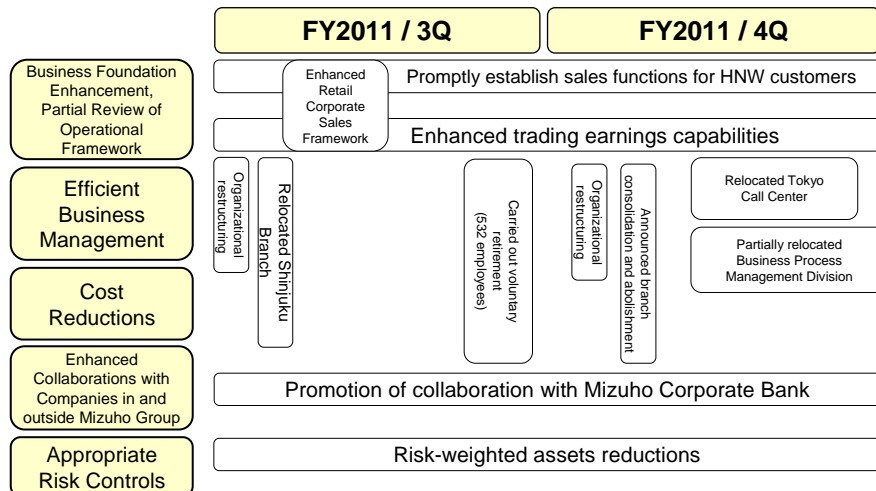 FY2011 / 3Q
FY2011 / 4Q
Business Foundation
Enhancement,
Partial Review of
Operational
Framework
Enhanced
Retail
Corporate
Sales
Framework
Promptly establish sales functions for HNW customers
Enhanced trading earnings capabilities
Efficient
Business
Management
Organizational
restructuring
Relocated Shinjuku
Branch
Carried out voluntary
retirement
(532 employees)
Organizational
restructuring
Announced branch
consolidation and abolishment
Relocated Tokyo
Call Center
Partially relocated
Business Process
Management Division
Cost
Reductions
Enhanced
Collaborations with
Companies in and
outside Mizuho Group
Promotion of collaboration with Mizuho Corporate Bank
Appropriate
Risk Controls
Risk-weighted assets reductions